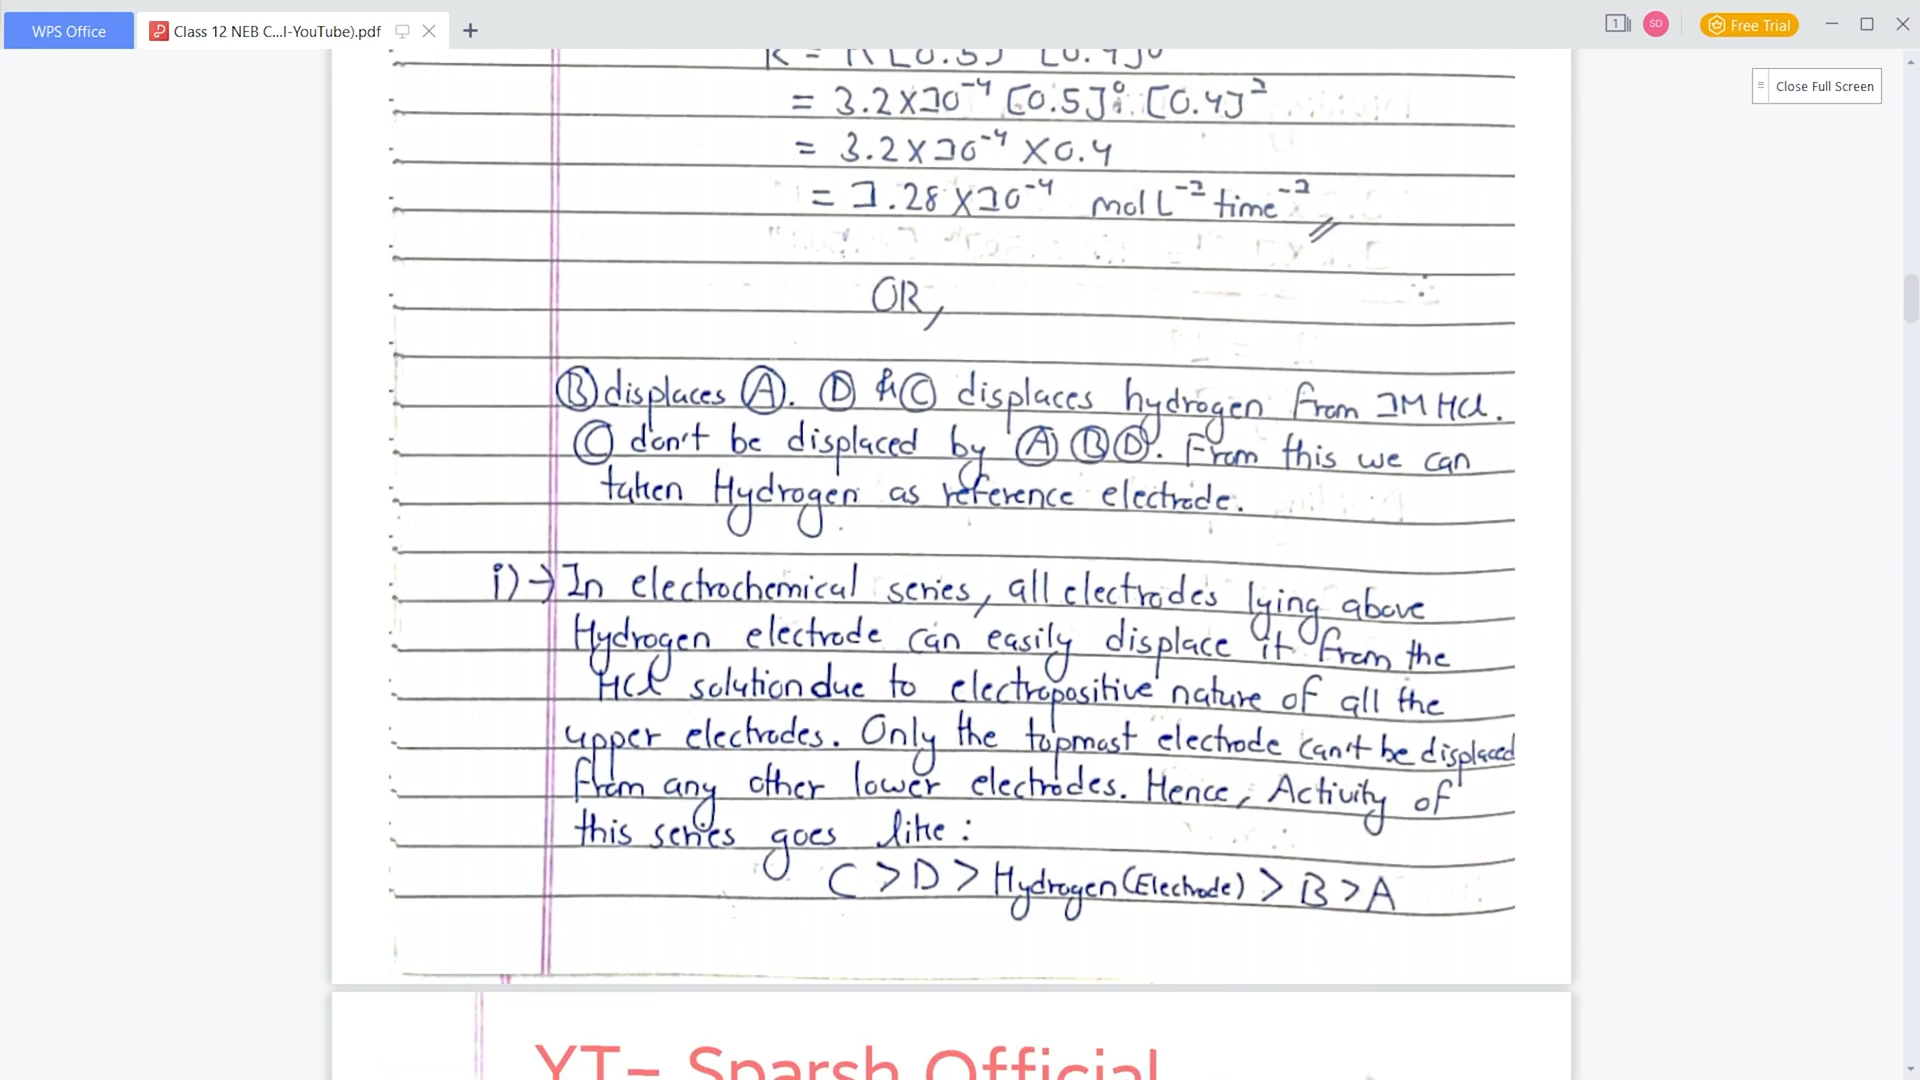 WPS Office
Class 12 NEB C...I-YouTube).pdf
1
SD
Free Trial
Close Full Screen
= 3.2×10⁻⁴ [0.5]⁰ [0.4]¹
= 3.2×10⁻⁴ ×0.4
= 1.28×10⁻⁴ mol L⁻¹ time⁻¹
OR,
Ⓑ displaces Ⓐ. Ⓓ & Ⓒ displaces hydrogen from 1M HCl.
Ⓒ don't be displaced by Ⓐ Ⓑ Ⓓ. From this we can
taken Hydrogen as reference electrode.
i) → In electrochemical series, all electrodes lying above
Hydrogen electrode can easily displace it from the
HCl solution due to electropositive nature of all the
upper electrodes. Only the topmost electrode can't be displaced
from any other lower electrodes. Hence, Activity of
this series goes like:
C > D > Hydrogen (Electrode) > B > A
YT- Sparsh Official